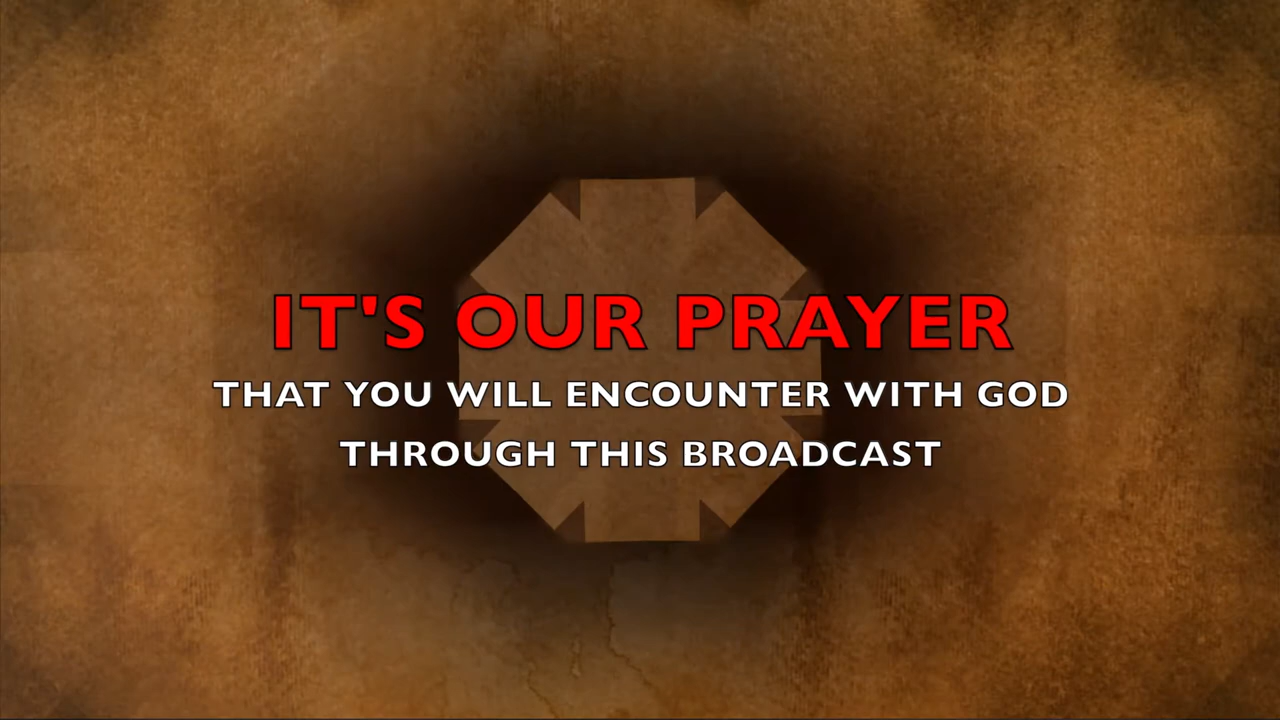 IT'S OUR PRAYER
THAT YOU WILL ENCOUNTER WITH GOD
THROUGH THIS BROADCAST